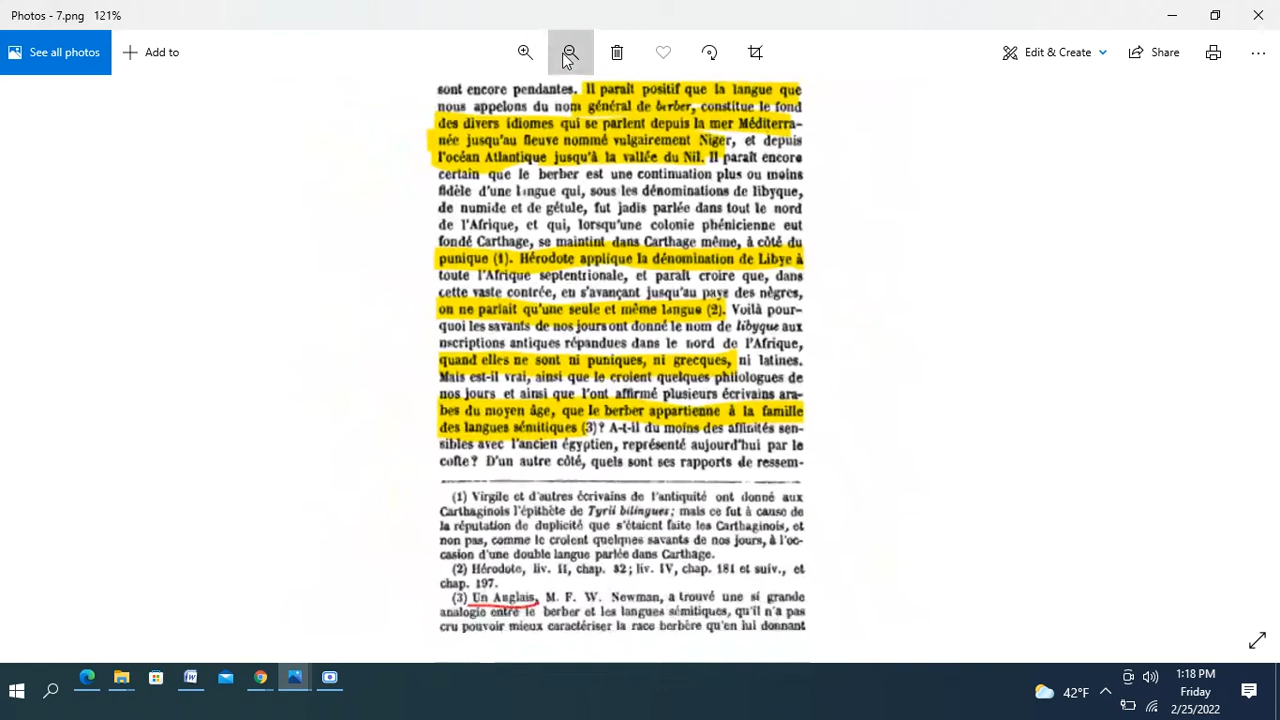 Photos - 7.png 121%
See all photos
Add to
Edit & Create
Share
sont encore pendantes. Il paraît positif que la langue que
nous appelons du nom général de berber, constitue le fond
des divers idiomes qui se parlent depuis la mer Méditerra-
née jusqu'au fleuve nommé vulgairement Niger, et depuis
l'océan Atlantique jusqu'à la vallée du Nil. Il paraît encore
certain que le berber est une continuation plus ou moins
fidèle d'une langue qui, sous les dénominations de libyque,
de numide et de gétule, fut jadis parlée dans tout le nord
de l'Afrique, et qui, lorsqu'une colonie phénicienne eut
fondé Carthage, se maintint dans Carthage même, à côté du
punique (1). Hérodote applique la dénomination de Libye à
toute l'Afrique septentrionale, et paraît croire que, dans
cette vaste contrée, en s'avançant jusqu'au pays des nègres,
on ne parlait qu'une seule et même langue (2). Voilà pour-
quoi les savants de nos jours ont donné le nom de libyque aux
nscriptions antiques répandues dans le nord de l'Afrique,
quand elles ne sont ni puniques, ni grecques, ni latines.
Mais est-il vrai, ainsi que le croient quelques philologues de
nos jours et ainsi que l'ont affirmé plusieurs écrivains ara-
bes du moyen âge, que le berber appartienne à la famille
des langues sémitiques (3)? A-t-il du moins des affinités sen-
sibles avec l'ancien égyptien, représenté aujourd'hui par le
cofte? D'un autre côté, quels sont ses rapports de ressem-
(1) Virgile et d'autres écrivains de l'antiquité ont donné aux
Carthaginois l'épithète de Tyrii bilingues; mais ce fut à cause de
la réputation de duplicité que s'étaient faite les Carthaginois, et
non pas, comme le croient quelques savants de nos jours, à l'oc-
casion d'une double langue parlée dans Carthage.
(2) Hérodote, liv. II, chap. 32; liv. IV, chap. 181 et suiv., et
chap. 197.
(3) Un Anglais, M. F. W. Newman, a trouvé une si grande
analogie entre le berber et les langues sémitiques, qu'il n'a pas
cru pouvoir mieux caractériser la race berbère qu'en lui donnant
42°F
1:18 PM
Friday
2/25/2022